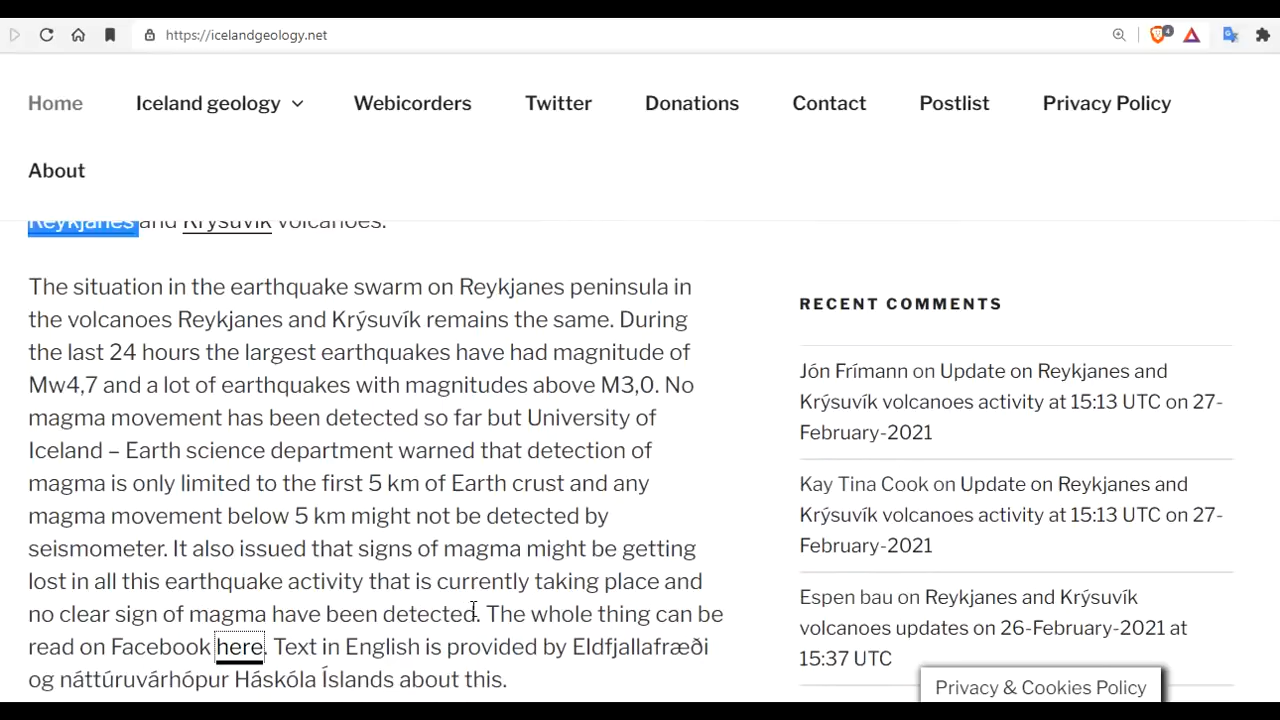 https://icelandgeology.net
4
Home Iceland geology Webicorders Twitter Donations Contact Postlist Privacy Policy
About
Reykjanes and Krýsuvík volcanoes.
The situation in the earthquake swarm on Reykjanes peninsula in
the volcanoes Reykjanes and Krýsuvík remains the same. During
the last 24 hours the largest earthquakes have had magnitude of
Mw4,7 and a lot of earthquakes with magnitudes above M3,0. No
magma movement has been detected so far but University of
Iceland – Earth science department warned that detection of
magma is only limited to the first 5 km of Earth crust and any
magma movement below 5 km might not be detected by
seismometer. It also issued that signs of magma might be getting
lost in all this earthquake activity that is currently taking place and
no clear sign of magma have been detected. The whole thing can be
read on Facebook here. Text in English is provided by Eldfjallafræði
og náttúruvárhópur Háskóla Íslands about this.
RECENT COMMENTS
Jón Frímann on Update on Reykjanes and
Krýsuvík volcanoes activity at 15:13 UTC on 27-
February-2021
Kay Tina Cook on Update on Reykjanes and
Krýsuvík volcanoes activity at 15:13 UTC on 27-
February-2021
Espen bau on Reykjanes and Krýsuvík
volcanoes updates on 26-February-2021 at
15:37 UTC
Privacy & Cookies Policy